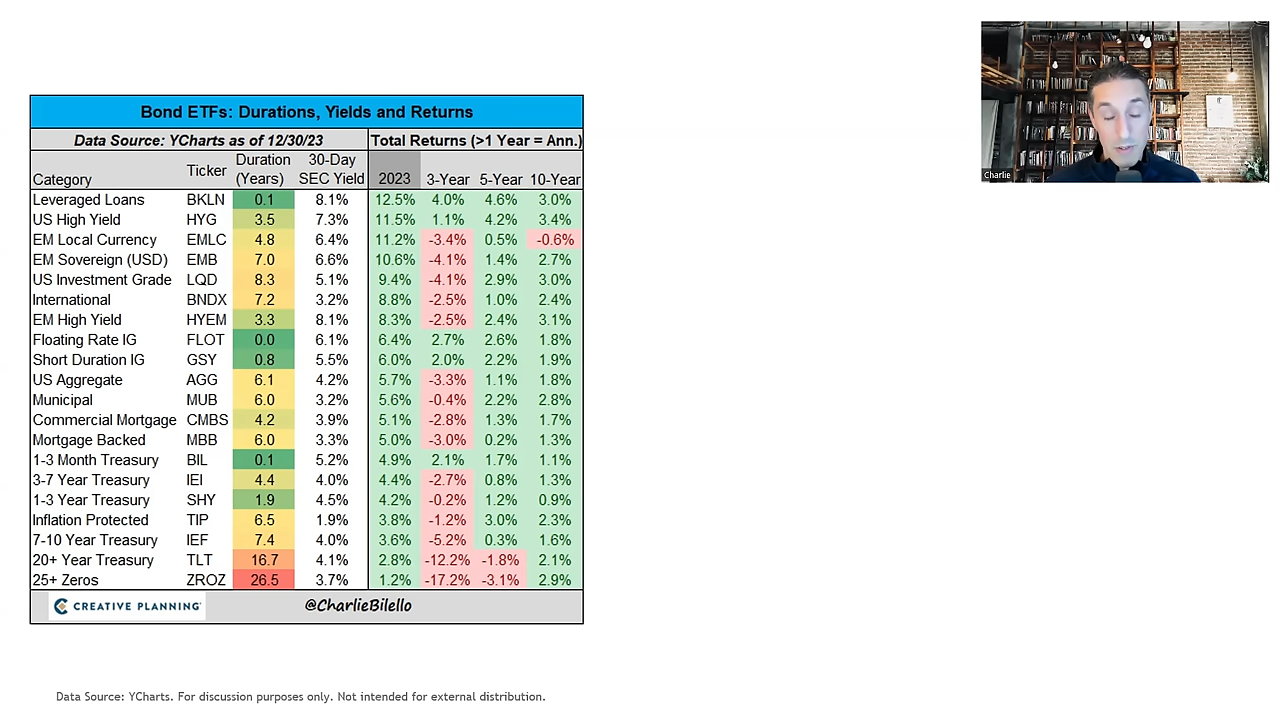 Bond ETFs: Durations, Yields and Returns
Data Source: YCharts as of 12/30/23 Total Returns (>1 Year = Ann.)
Category Ticker Duration (Years) 30-Day SEC Yield 2023 3-Year 5-Year 10-Year
Leveraged Loans BKLN 0.1 8.1% 12.5% 4.0% 4.6% 3.0%
US High Yield HYG 3.5 7.3% 11.5% 1.1% 4.2% 3.4%
EM Local Currency EMLC 4.8 6.4% 11.2% -3.4% 0.5% -0.6%
EM Sovereign (USD) EMB 7.0 6.6% 10.6% -4.1% 1.4% 2.7%
US Investment Grade LQD 8.3 5.1% 9.4% -4.1% 2.9% 3.0%
International BNDX 7.2 3.2% 8.8% -2.5% 1.0% 2.4%
EM High Yield HYEM 3.3 8.1% 8.3% -2.5% 2.4% 3.1%
Floating Rate IG FLOT 0.0 6.1% 6.4% 2.7% 2.6% 1.8%
Short Duration IG GSY 0.8 5.5% 6.0% 2.0% 2.2% 1.9%
US Aggregate AGG 6.1 4.2% 5.7% -3.3% 1.1% 1.8%
Municipal MUB 6.0 3.2% 5.6% -0.4% 2.2% 2.8%
Commercial Mortgage CMBS 4.2 3.9% 5.1% -2.8% 1.3% 1.7%
Mortgage Backed MBB 6.0 3.3% 5.0% -3.0% 0.2% 1.3%
1-3 Month Treasury BIL 0.1 5.2% 4.9% 2.1% 1.7% 1.1%
3-7 Year Treasury IEI 4.4 4.0% 4.4% -2.7% 0.8% 1.3%
1-3 Year Treasury SHY 1.9 4.5% 4.2% -0.2% 1.2% 0.9%
Inflation Protected TIP 6.5 1.9% 3.8% -1.2% 3.0% 2.3%
7-10 Year Treasury IEF 7.4 4.0% 3.6% -5.2% 0.3% 1.6%
20+ Year Treasury TLT 16.7 4.1% 2.8% -12.2% -1.8% 2.1%
25+ Zeros ZROZ 26.5 3.7% 1.2% -17.2% -3.1% 2.9%
CREATIVE PLANNING @CharlieBilello
Charlie
Data Source: YCharts. For discussion purposes only. Not intended for external distribution.